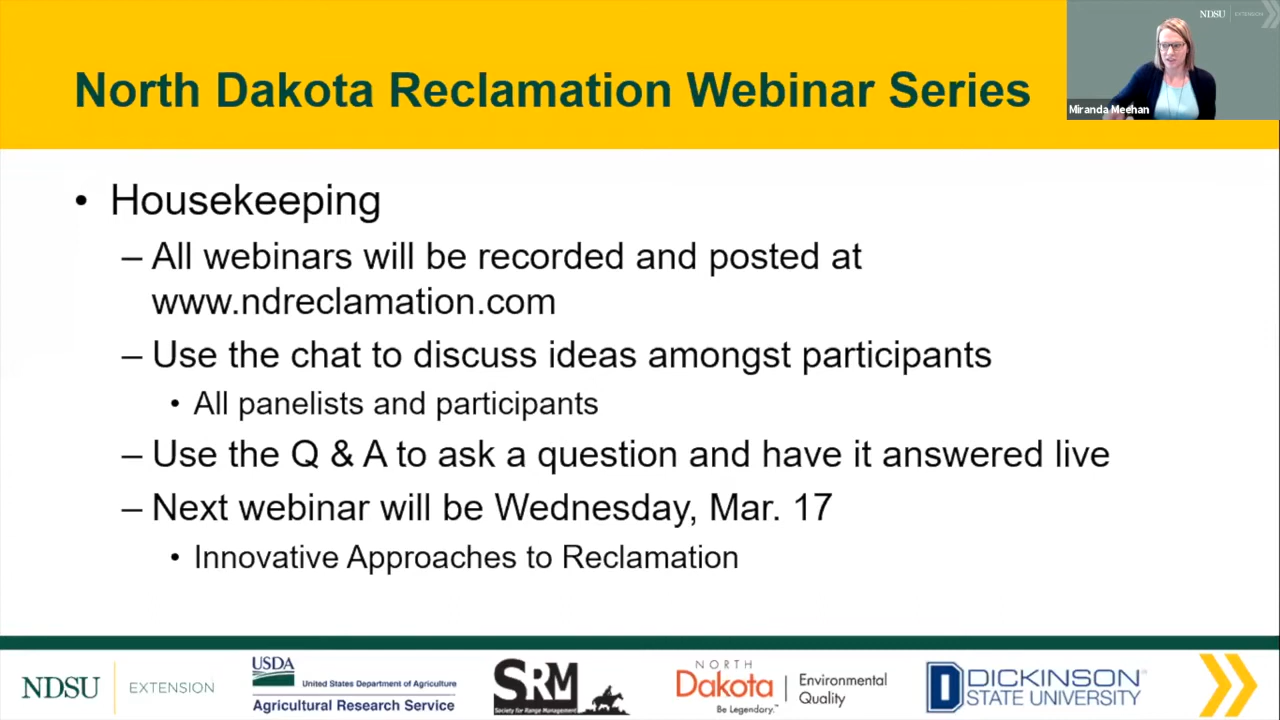 North Dakota Reclamation Webinar Series
NDSU EXTENSION
Miranda Meehan
• Housekeeping
– All webinars will be recorded and posted at
www.ndreclamation.com
– Use the chat to discuss ideas amongst participants
• All panelists and participants
– Use the Q & A to ask a question and have it answered live
– Next webinar will be Wednesday, Mar. 17
• Innovative Approaches to Reclamation
NDSU EXTENSION
USDA
United States Department of Agriculture
Agricultural Research Service
SRM
Society for Range Management
NORTH
Dakota
Be Legendary.™
Environmental
Quality
D DICKINSON
STATE UNIVERSITY